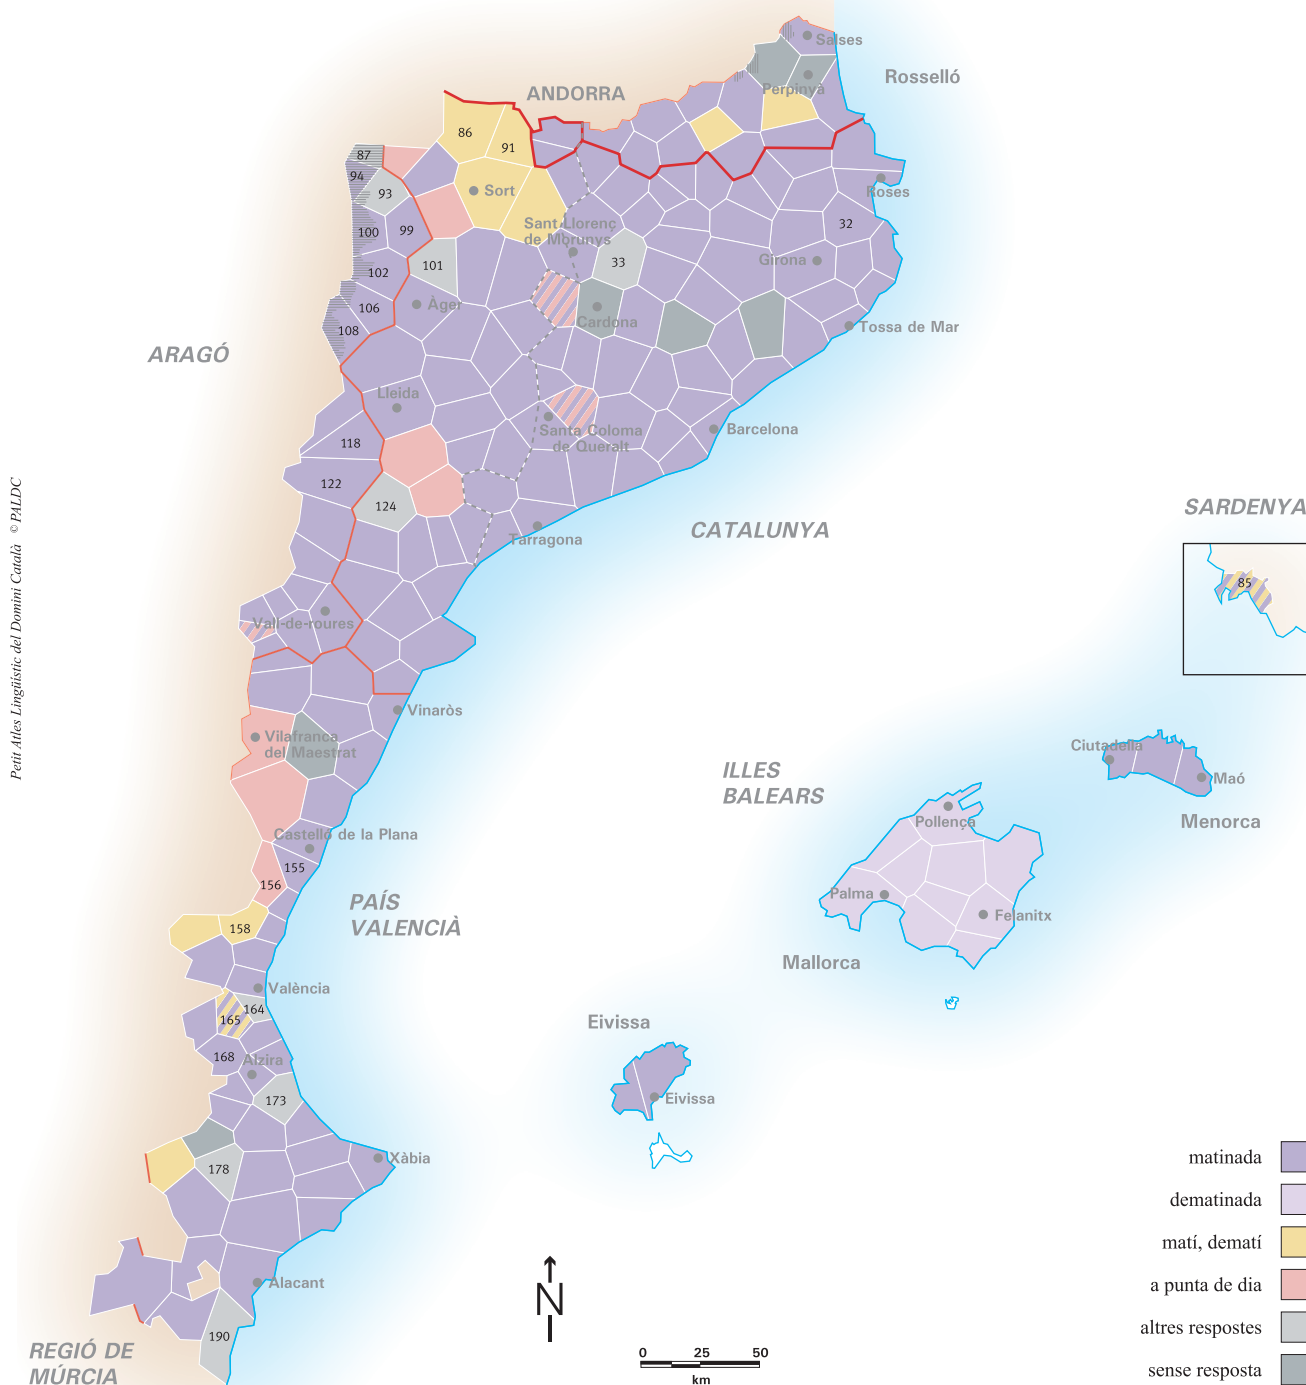 Salses
Rosselló
ANDORRA
Perpinyà
86
91
87
94
93
Sort
Roses
100
99
Sant Llorenç
de Morunys
32
101
33
Girona
102
106
Àger
Cardona
108
Tossa de Mar
ARAGÓ
Lleida
118
Santa Coloma
de Queralt
Barcelona
122
124
Tarragona
CATALUNYA
SARDENYA
85
Petit Atles Lingüístic del Domini Català © PALDC
Vall-de-roures
Vinaròs
Vilafranca
del Maestrat
ILLES
BALEARS
Ciutadella
Maó
Menorca
Pollença
Castelló de la Plana
155
156
Palma
Felanitx
PAÍS
VALENCIÀ
158
Mallorca
València
164
165
Eivissa
168
Alzira
173
Eivissa
178
Xàbia
Alacant
190
REGIÓ DE
MÚRCIA
N
0 25 50
km
matinada
dematinada
matí, dematí
a punta de dia
altres respostes
sense resposta